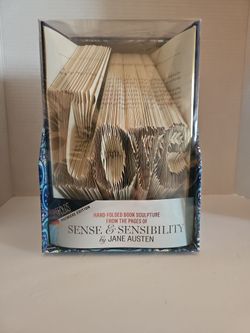 LOVE
HAND-FOLDED BOOK SCULPTURE
FROM THE PAGES OF
SENSE & SENSIBILITY
by JANE AUSTEN